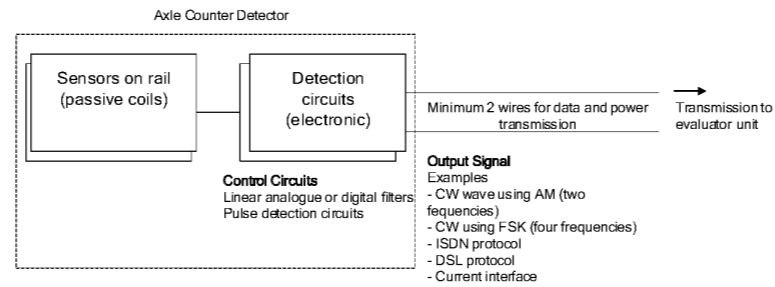 Axle Counter Detector
Sensors on rail
(passive coils)
Detection
circuits
(electronic)
Minimum 2 wires for data and power
transmission
Transmission to
evaluator unit
Control Circuits
Linear analogue or digital filters
Pulse detection circuits
Output Signal
Examples
- CW wave using AM (two
fequencies)
- CW using FSK (four frequencies)
- ISDN protocol
- DSL protocol
- Current interface